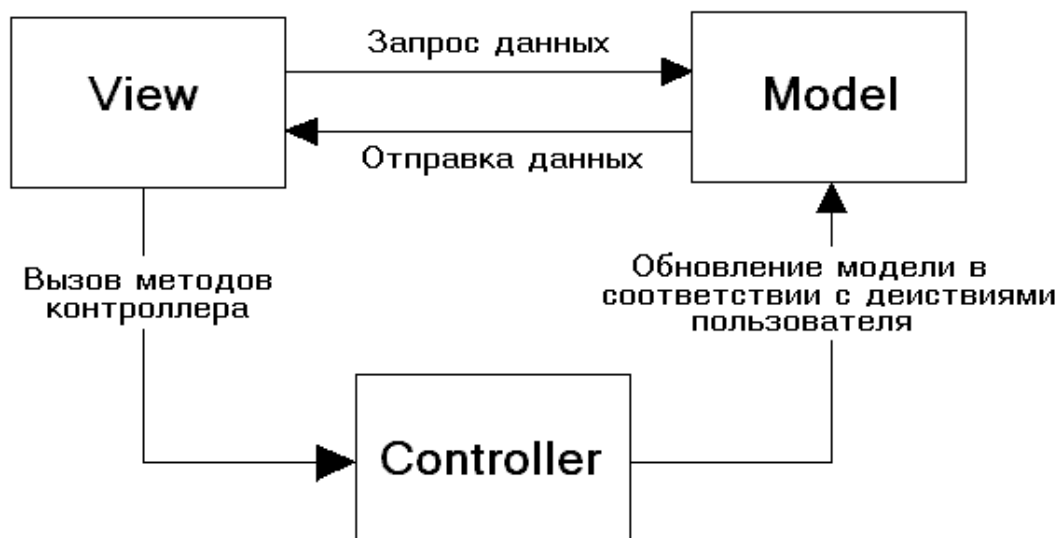 Запрос данных
View
Model
Отправка данных
Вызов методов
контроллера
Обновление модели в
соответствии с деиствиями
пользователя
Controller